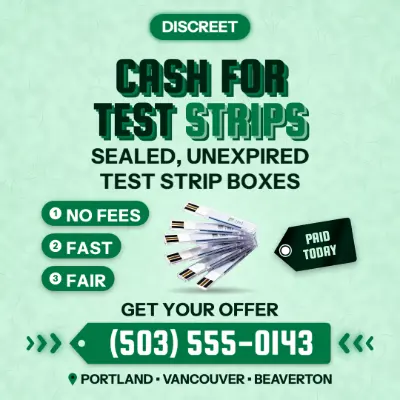 DISCREET
CASH FOR
TEST STRIPS
SEALED, UNEXPIRED
TEST STRIP BOXES
1 NO FEES
2 FAST
3 FAIR
PAID
TODAY
GET YOUR OFFER
(503) 555-0143
PORTLAND • VANCOUVER • BEAVERTON